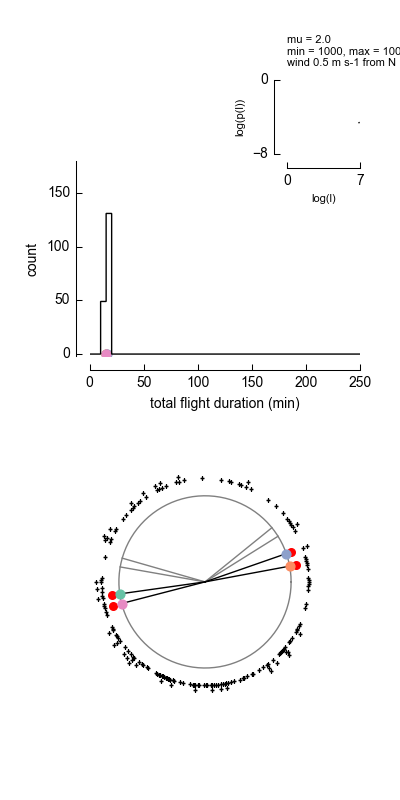 mu = 2.0
min = 1000, max = 100
wind 0.5 m s-1 from N
0
log(p(l))
−8
0 7
log(l)
150
count
100
50
0
0 50 100 150 200 250
total flight duration (min)